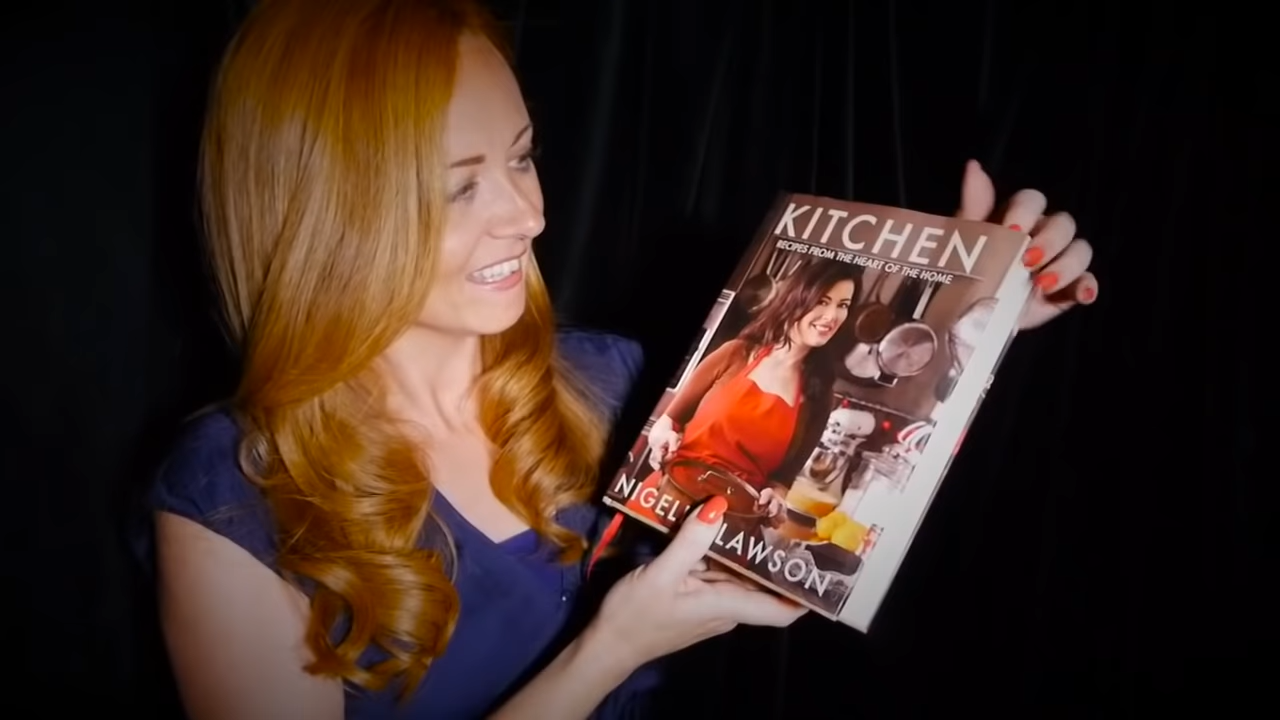 KITCHEN
RECIPES FROM THE HEART OF THE HOME
NIGEL LAWSON